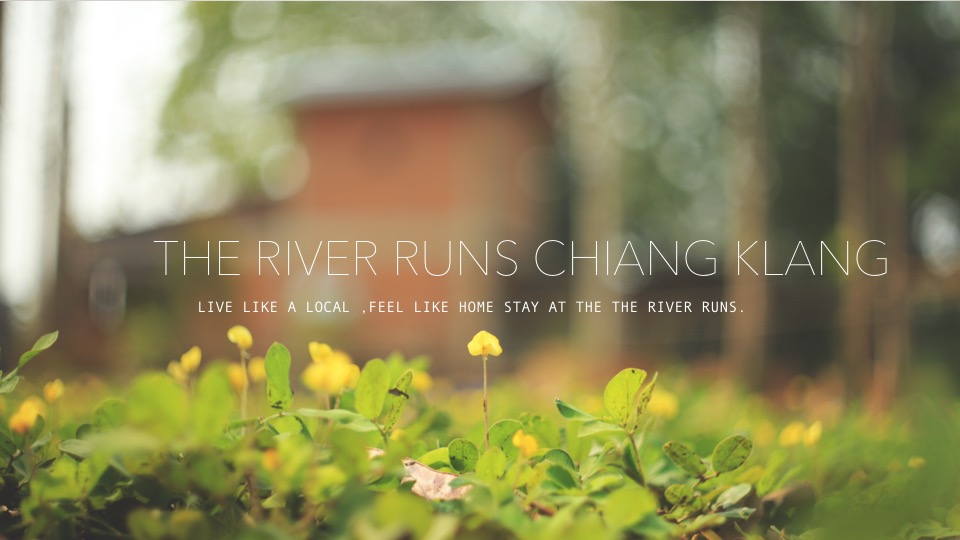 THE RIVER RUNS CHIANG KLANG
LIVE LIKE A LOCAL ,FEEL LIKE HOME STAY AT THE THE RIVER RUNS.